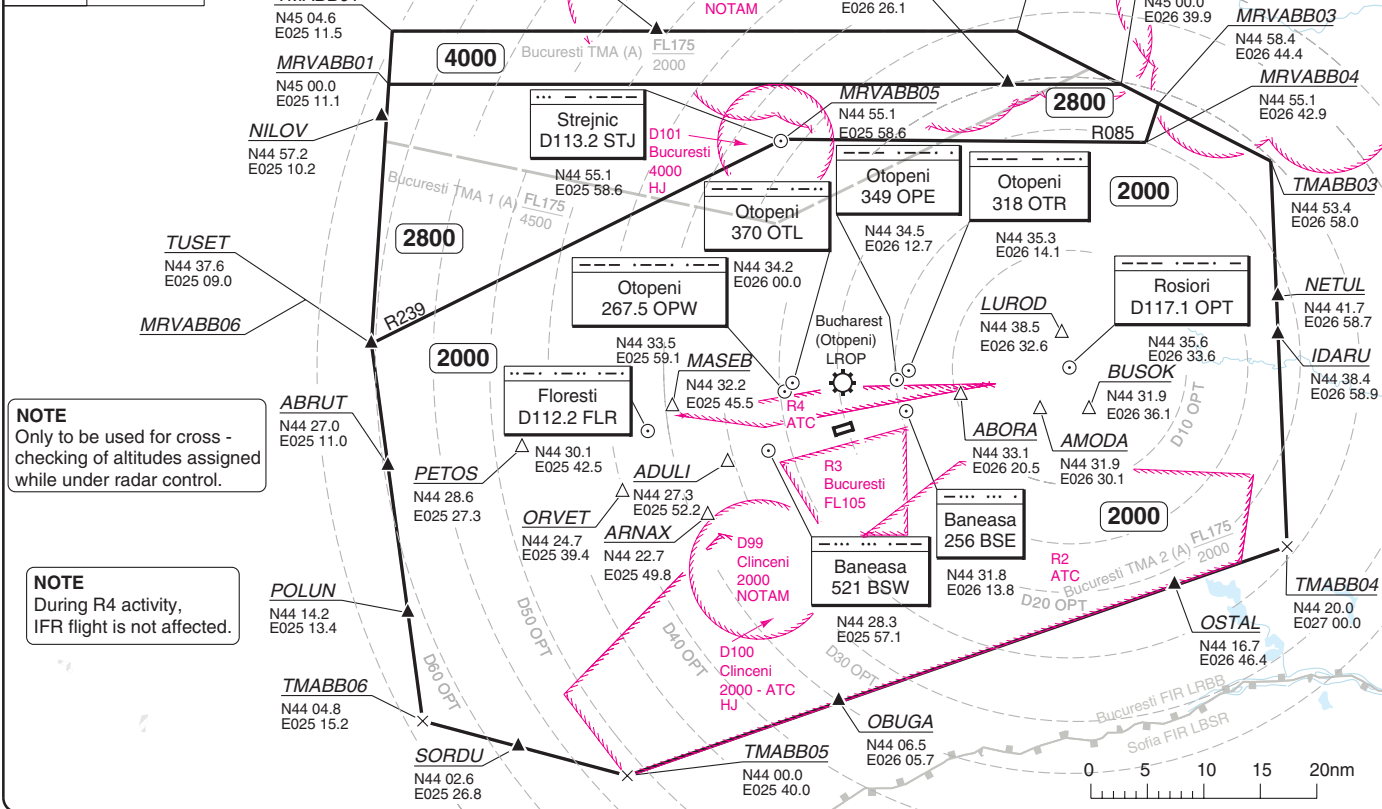 N45 04.6
E025 11.5
NOTAM
E026 26.1
N45 00.0
E026 39.9
MRVABB03
N44 58.4
E026 44.4
4000
Bucuresti TMA (A) FL175
2000
MRVABB01
N45 00.0
E025 11.1
MRVABB04
N44 55.1
E026 42.9
MRVABB05
N44 55.1
E025 58.6
2800
R085
NILOV
N44 57.2
E025 10.2
Strejnic
D113.2 STJ
N44 55.1
E025 58.6
D101
Bucuresti
4000
HJ
Bucuresti TMA 1 (A) FL175
4500
Otopeni
349 OPE
N44 34.5
E026 12.7
Otopeni
318 OTR
N44 35.3
E026 14.1
2000
TMABB03
N44 53.4
E026 58.0
Otopeni
370 OTL
N44 34.2
E026 00.0
2800
TUSET
N44 37.6
E025 09.0
MRVABB06
R239
Otopeni
267.5 OPW
N44 33.5
E025 59.1
Rosiori
D117.1 OPT
N44 35.6
E026 33.6
NETUL
N44 41.7
E026 58.7
LUROD
N44 38.5
E026 32.6
Bucharest
(Otopeni)
LROP
IDARU
N44 38.4
E026 58.9
2000
MASEB
N44 32.2
E025 45.5
Floresti
D112.2 FLR
N44 30.1
E025 42.5
BUSOK
N44 31.9
E026 36.1
D10 OPT
NOTE
Only to be used for cross -
checking of altitudes assigned
while under radar control.
ABRUT
N44 27.0
E025 11.0
R4
ATC
ABORA
N44 33.1
E026 20.5
AMODA
N44 31.9
E026 30.1
PETOS
N44 28.6
E025 27.3
ADULI
N44 27.3
E025 52.2
R3
Bucuresti
FL105
ORVET
N44 24.7
E025 39.4
ARNAX
N44 22.7
E025 49.8
Baneasa
256 BSE
N44 31.8
E026 13.8
2000
D99
Clinceni
2000
NOTAM
Baneasa
521 BSW
N44 28.3
E025 57.1
R2
ATC
Bucuresti TMA 2 (A) FL175
2000
D20 OPT
NOTE
During R4 activity,
IFR flight is not affected.
POLUN
N44 14.2
E025 13.4
TMABB04
N44 20.0
E027 00.0
OSTAL
N44 16.7
E026 46.4
D50 OPT
D40 OPT
D30 OPT
D60 OPT
D100
Clinceni
2000 - ATC
HJ
TMABB06
N44 04.8
E025 15.2
OBUGA
N44 06.5
E026 05.7
Bucuresti FIR LRBB
Sofia FIR LBSR
SORDU
N44 02.6
E025 26.8
TMABB05
N44 00.0
E025 40.0
0 5 10 15 20nm